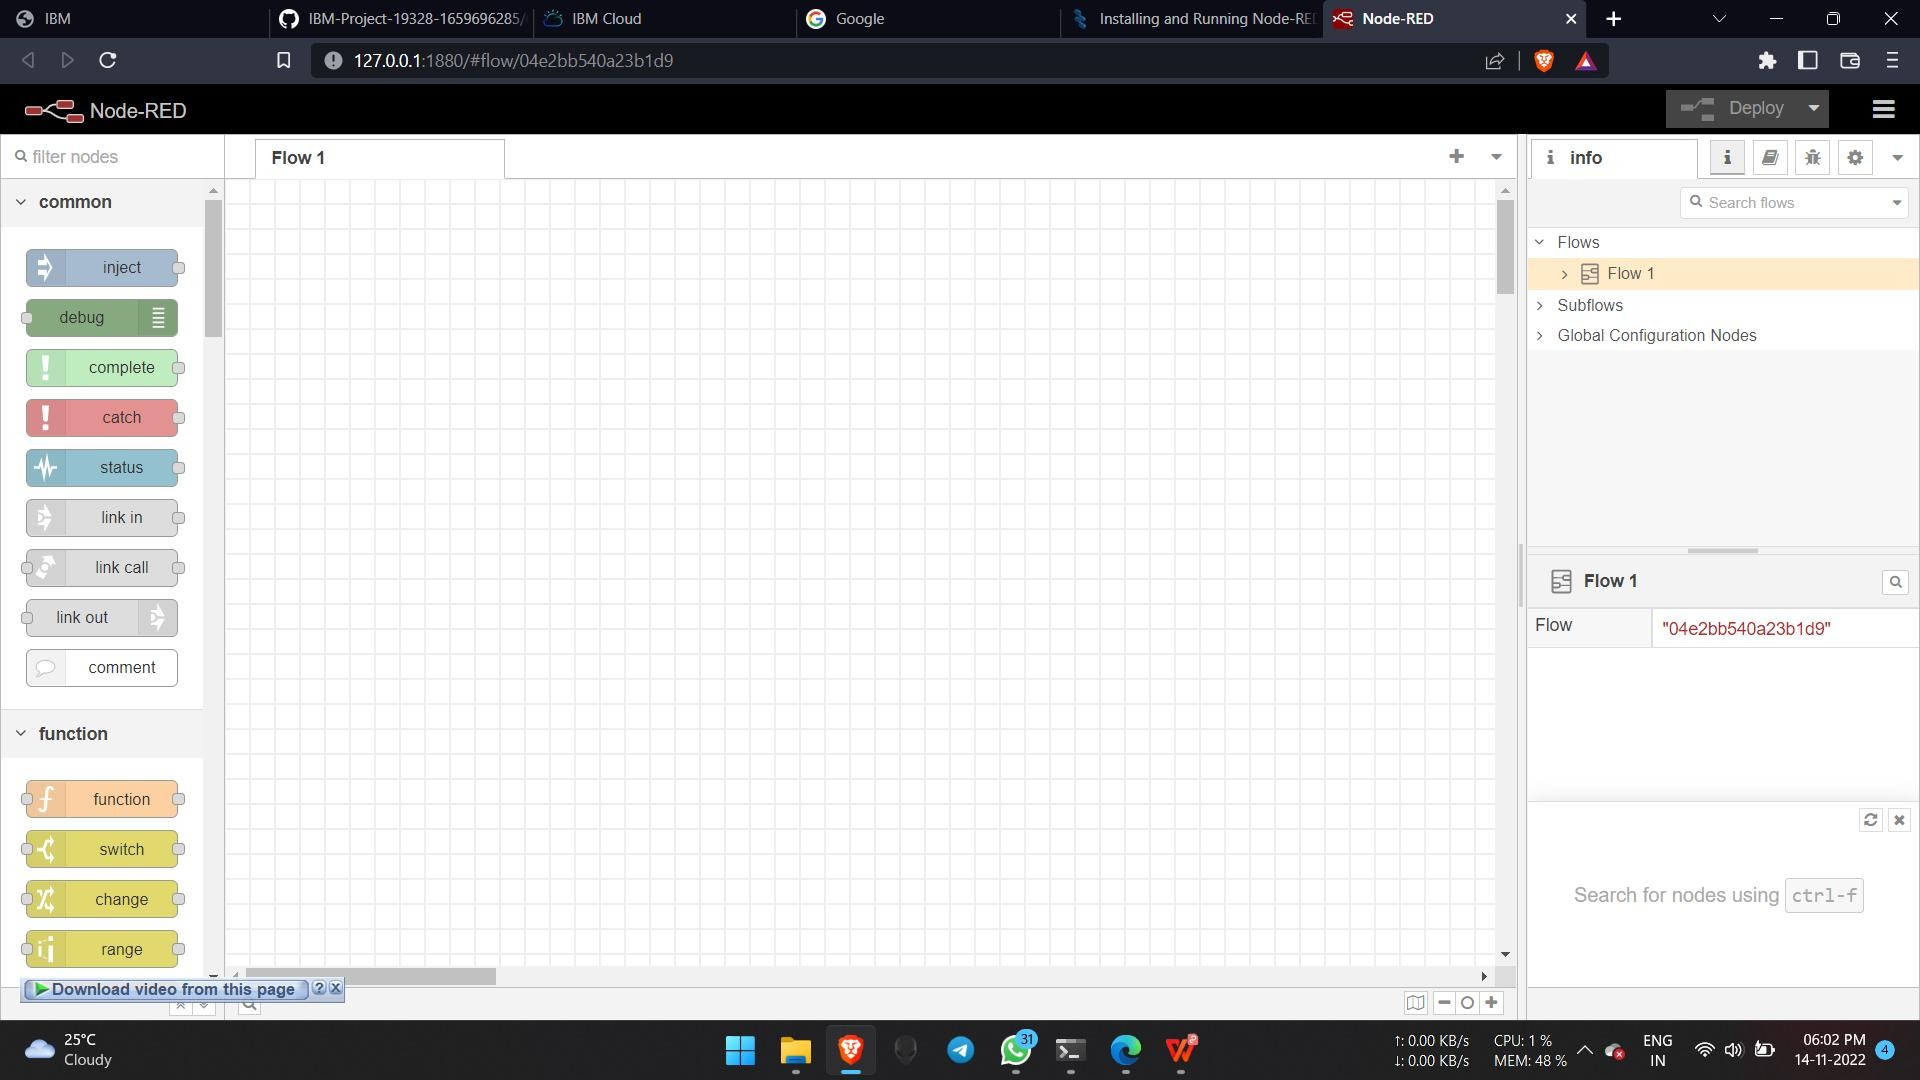 IBM
IBM-Project-19328-1659696285/
IBM Cloud
Google
Installing and Running Node-RE
Node-RED
127.0.0.1:1880/#flow/04e2bb540a23b1d9
Node-RED
Deploy
filter nodes
Flow 1
info
common
Search flows
Flows
inject
Flow 1
Subflows
debug
Global Configuration Nodes
complete
catch
status
link in
link call
Flow 1
link out
Flow
"04e2bb540a23b1d9"
comment
function
function
switch
change
Search for nodes using ctrl-f
range
Download video from this page
25°C
Cloudy
31
↑: 0.00 KB/s
↓: 0.00 KB/s
CPU: 1 %
MEM: 48 %
ENG
IN
06:02 PM
14-11-2022
4